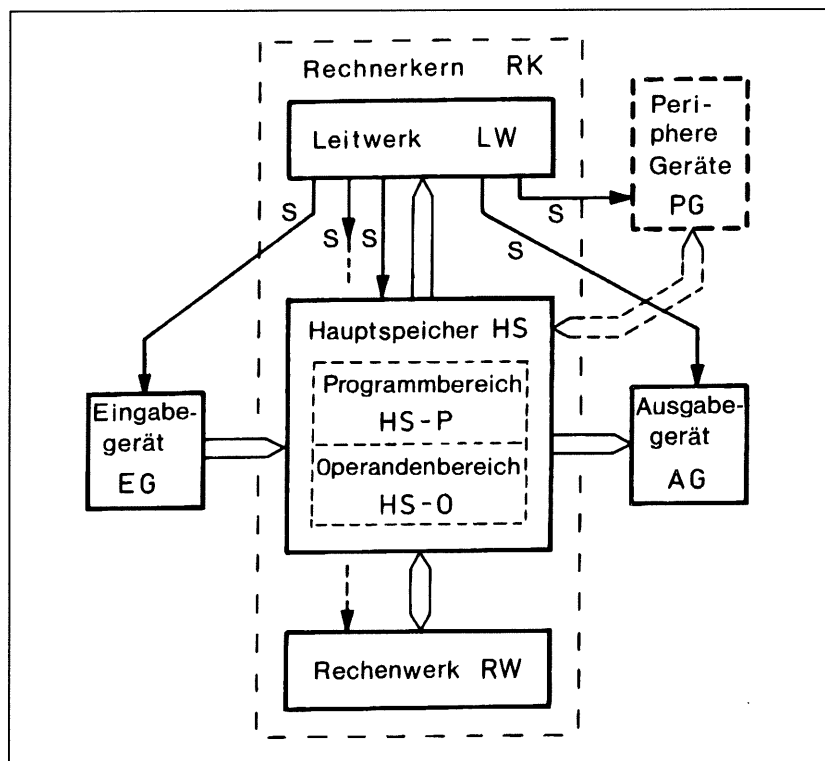 Rechnerkern RK
Leitwerk LW
Peri-
phere
Geräte
PG
S
S
S
S
S
Hauptspeicher HS
Programmbereich
HS-P
Operandenbereich
HS-O
Eingabe-
gerät
EG
Ausgabe-
gerät
AG
Rechenwerk RW